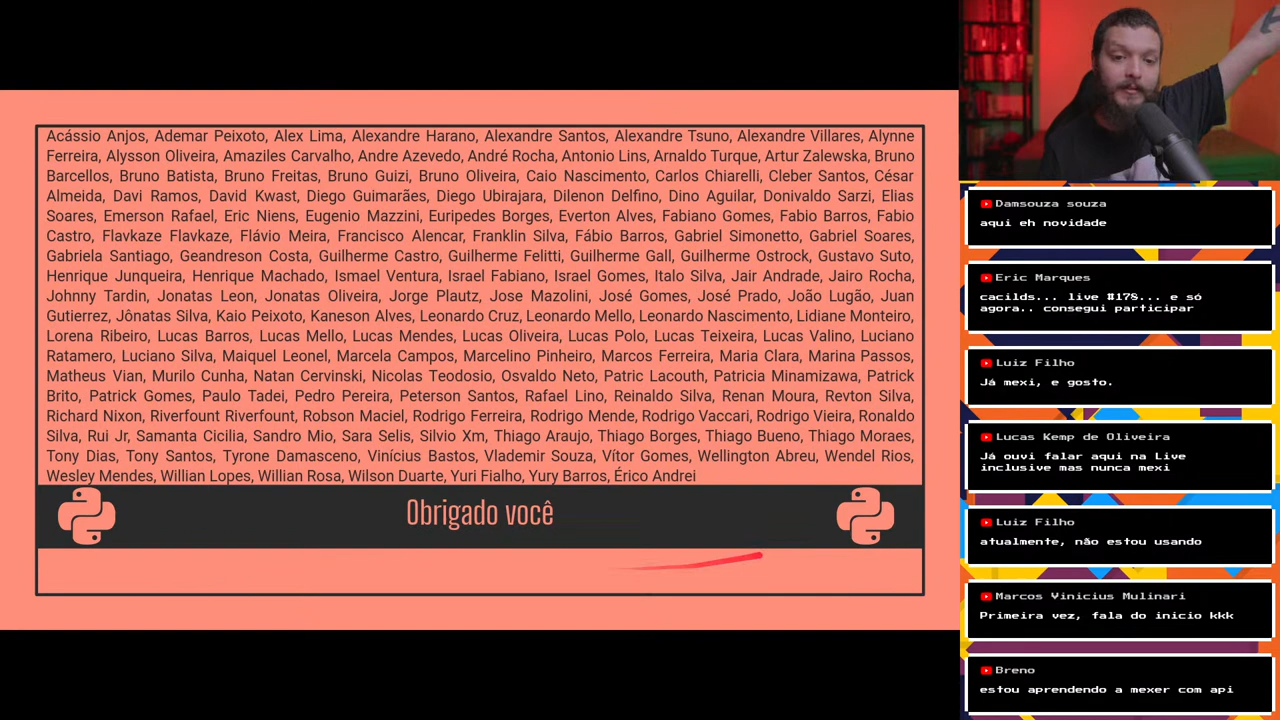 Acássio Anjos, Ademar Peixoto, Alex Lima, Alexandre Harano, Alexandre Santos, Alexandre Tsuno, Alexandre Villares, Alynne
Ferreira, Alysson Oliveira, Amaziles Carvalho, Andre Azevedo, André Rocha, Antonio Lins, Arnaldo Turque, Artur Zalewska, Bruno
Barcellos, Bruno Batista, Bruno Freitas, Bruno Guizi, Bruno Oliveira, Caio Nascimento, Carlos Chiarelli, Cleber Santos, César
Almeida, Davi Ramos, David Kwast, Diego Guimarães, Diego Ubirajara, Dilenon Delfino, Dino Aguilar, Donivaldo Sarzi, Elias
Soares, Emerson Rafael, Eric Niens, Eugenio Mazzini, Euripedes Borges, Everton Alves, Fabiano Gomes, Fabio Barros, Fabio
Castro, Flavkaze Flavkaze, Flávio Meira, Francisco Alencar, Franklin Silva, Fábio Barros, Gabriel Simonetto, Gabriel Soares,
Gabriela Santiago, Geandreson Costa, Guilherme Castro, Guilherme Felitti, Guilherme Gall, Guilherme Ostrock, Gustavo Suto,
Henrique Junqueira, Henrique Machado, Ismael Ventura, Israel Fabiano, Israel Gomes, Italo Silva, Jair Andrade, Jairo Rocha,
Johnny Tardin, Jonatas Leon, Jonatas Oliveira, Jorge Plautz, Jose Mazolini, José Gomes, José Prado, João Lugão, Juan
Gutierrez, Jônatas Silva, Kaio Peixoto, Kaneson Alves, Leonardo Cruz, Leonardo Mello, Leonardo Nascimento, Lidiane Monteiro,
Lorena Ribeiro, Lucas Barros, Lucas Mello, Lucas Mendes, Lucas Oliveira, Lucas Polo, Lucas Teixeira, Lucas Valino, Luciano
Ratamero, Luciano Silva, Maiquel Leonel, Marcela Campos, Marcelino Pinheiro, Marcos Ferreira, Maria Clara, Marina Passos,
Matheus Vian, Murilo Cunha, Natan Cervinski, Nicolas Teodosio, Osvaldo Neto, Patric Lacouth, Patricia Minamizawa, Patrick
Brito, Patrick Gomes, Paulo Tadei, Pedro Pereira, Peterson Santos, Rafael Lino, Reinaldo Silva, Renan Moura, Revton Silva,
Richard Nixon, Riverfount Riverfount, Robson Maciel, Rodrigo Ferreira, Rodrigo Mende, Rodrigo Vaccari, Rodrigo Vieira, Ronaldo
Silva, Rui Jr, Samanta Cicilia, Sandro Mio, Sara Selis, Silvio Xm, Thiago Araujo, Thiago Borges, Thiago Bueno, Thiago Moraes,
Tony Dias, Tony Santos, Tyrone Damasceno, Vinícius Bastos, Vlademir Souza, Vítor Gomes, Wellington Abreu, Wendel Rios,
Wesley Mendes, Willian Lopes, Willian Rosa, Wilson Duarte, Yuri Fialho, Yury Barros, Érico Andrei
Obrigado você
Damsouza souza
aqui eh novidade
Eric Marques
cacilds... live #178... e só
agora.. consegui participar
Luiz Filho
Já mexi, e gosto.
Lucas Kemp de Oliveira
Já ouvi falar aqui na Live
inclusive mas nunca mexi
Luiz Filho
atualmente, não estou usando
Marcos Vinicius Mulinari
Primeira vez, fala do inicio kkk
Breno
estou aprendendo a mexer com api